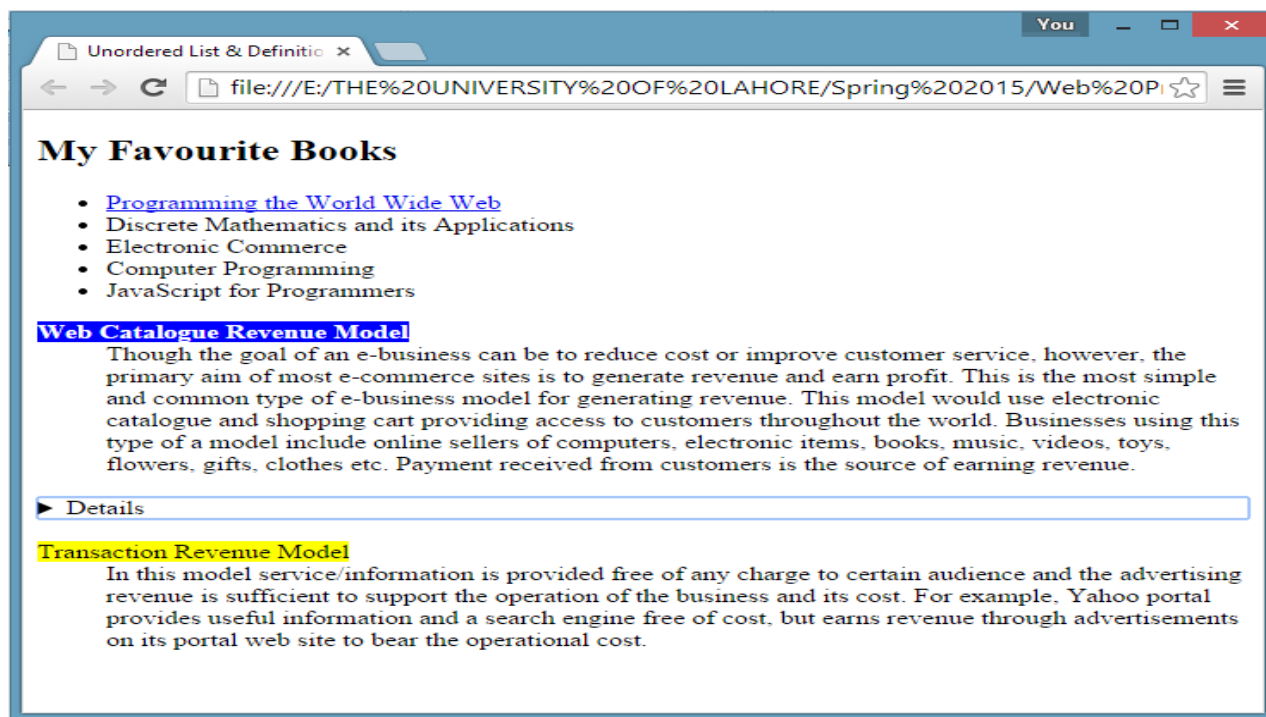 You
Unordered List & Definitio
file:///E:/THE%20UNIVERSITY%20OF%20LAHORE/Spring%202015/Web%20P
My Favourite Books
Programming the World Wide Web
Discrete Mathematics and its Applications
Electronic Commerce
Computer Programming
JavaScript for Programmers
Web Catalogue Revenue Model
Though the goal of an e-business can be to reduce cost or improve customer service, however, the
primary aim of most e-commerce sites is to generate revenue and earn profit. This is the most simple
and common type of e-business model for generating revenue. This model would use electronic
catalogue and shopping cart providing access to customers throughout the world. Businesses using this
type of a model include online sellers of computers, electronic items, books, music, videos, toys,
flowers, gifts, clothes etc. Payment received from customers is the source of earning revenue.
Details
Transaction Revenue Model
In this model service/information is provided free of any charge to certain audience and the advertising
revenue is sufficient to support the operation of the business and its cost. For example, Yahoo portal
provides useful information and a search engine free of cost, but earns revenue through advertisements
on its portal web site to bear the operational cost.